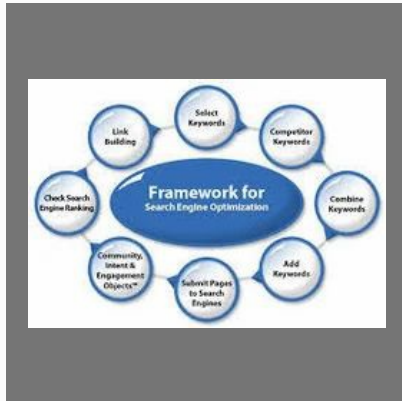 Framework for
Search Engine Optimization
Select
Keywords
Competitor
Keywords
Combine
Keywords
Add
Keywords
Submit Pages
to Search
Engines
Community,
Intent &
Engagement
Objects™
Check Search
Engine Ranking
Link
Building